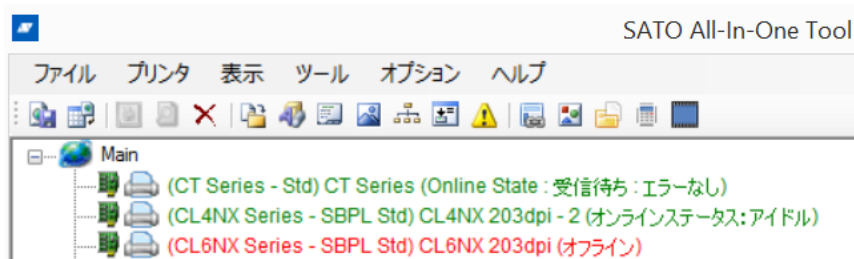 SATO All-In-One Tool
ファイル プリンタ 表示 ツール オプション ヘルプ
Main
(CT Series - Std) CT Series (Online State : 受信待ち : エラーなし)
(CL4NX Series - SBPL Std) CL4NX 203dpi - 2 (オンラインステータス:アイドル)
(CL6NX Series - SBPL Std) CL6NX 203dpi (オフライン)